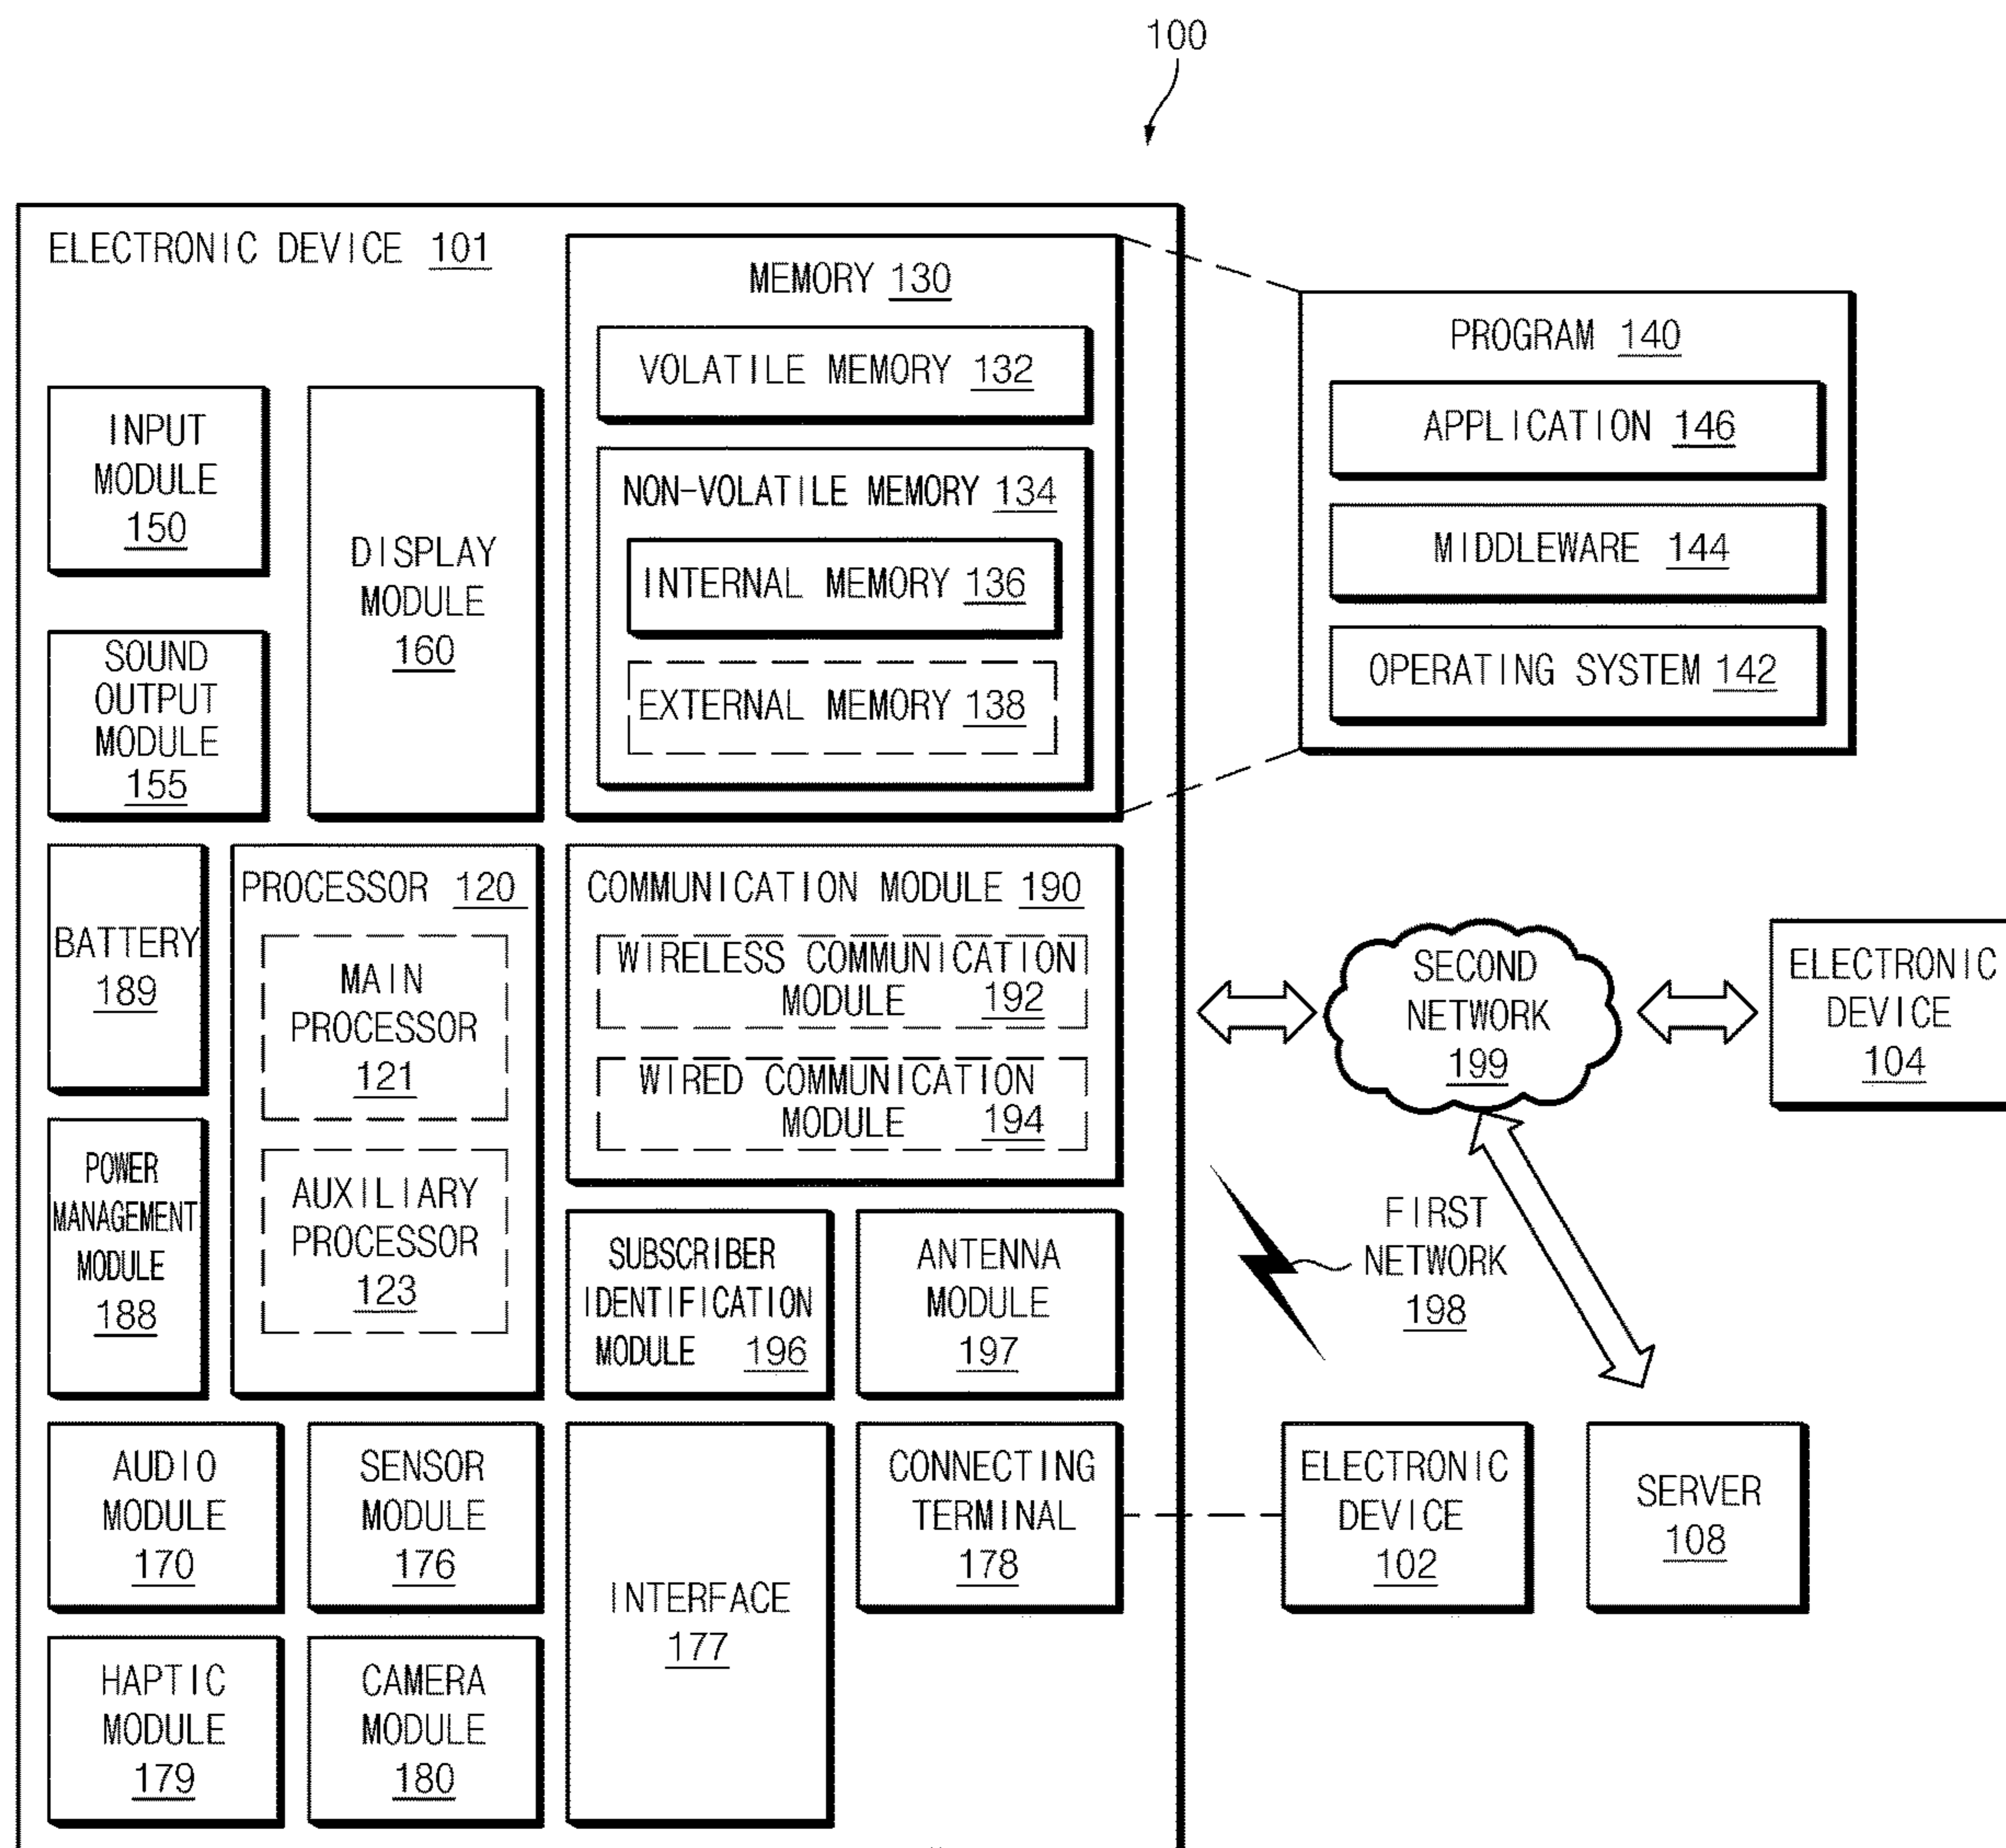 100
ELECTRONIC DEVICE 101
MEMORY 130
VOLATILE MEMORY 132
NON-VOLATILE MEMORY 134
INTERNAL MEMORY 136
EXTERNAL MEMORY 138
PROGRAM 140
APPLICATION 146
MIDDLEWARE 144
OPERATING SYSTEM 142
INPUT
MODULE
150
SOUND
OUTPUT
MODULE
155
DISPLAY
MODULE
160
BATTERY
189
POWER
MANAGEMENT
MODULE
188
PROCESSOR 120
MAIN
PROCESSOR
121
AUXILIARY
PROCESSOR
123
COMMUNICATION MODULE 190
WIRELESS COMMUNICATION
MODULE 192
WIRED COMMUNICATION
MODULE 194
SUBSCRIBER
IDENTIFICATION
MODULE 196
ANTENNA
MODULE
197
SECOND
NETWORK
199
ELECTRONIC
DEVICE
104
FIRST
NETWORK
198
AUDIO
MODULE
170
SENSOR
MODULE
176
INTERFACE
177
CONNECTING
TERMINAL
178
ELECTRONIC
DEVICE
102
SERVER
108
HAPTIC
MODULE
179
CAMERA
MODULE
180